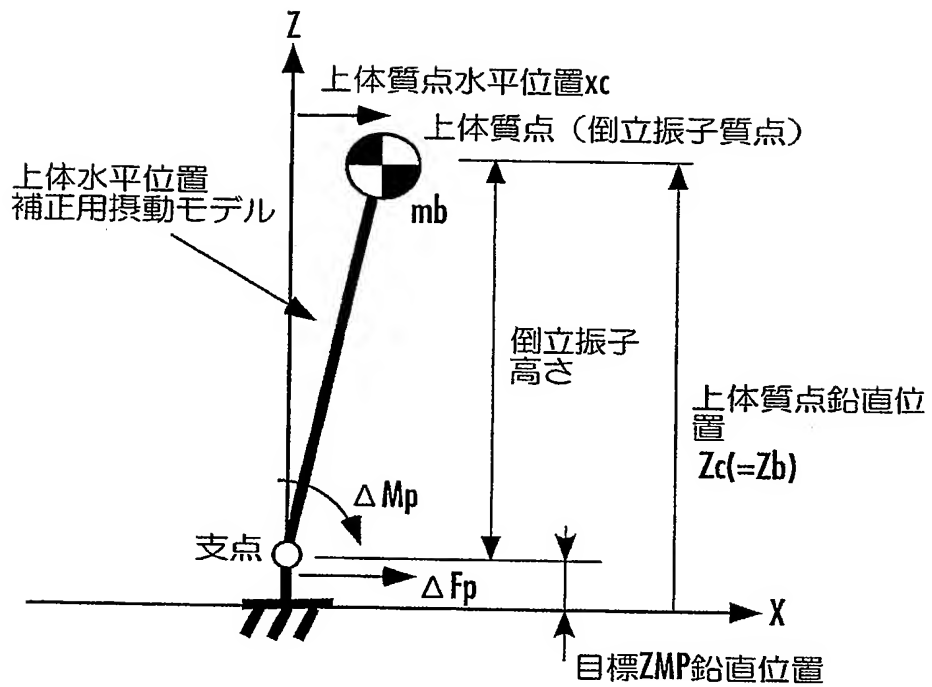 Z
上体質点水平位置xc
上体質点（倒立振子質点）
上体水平位置
補正用摂動モデル
mb
倒立振子
高さ
上体質点鉛直位
置
Zc(=Zb)
ΔMp
支点
ΔFp
X
目標ZMP鉛直位置